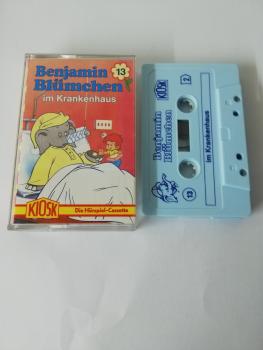 Benjamin
13
Blümchen
im Krankenhaus
KIOSK
Die Hörspiel-Cassette
KIOSK
2
Benjamin
Blümchen
im Krankenhaus
13